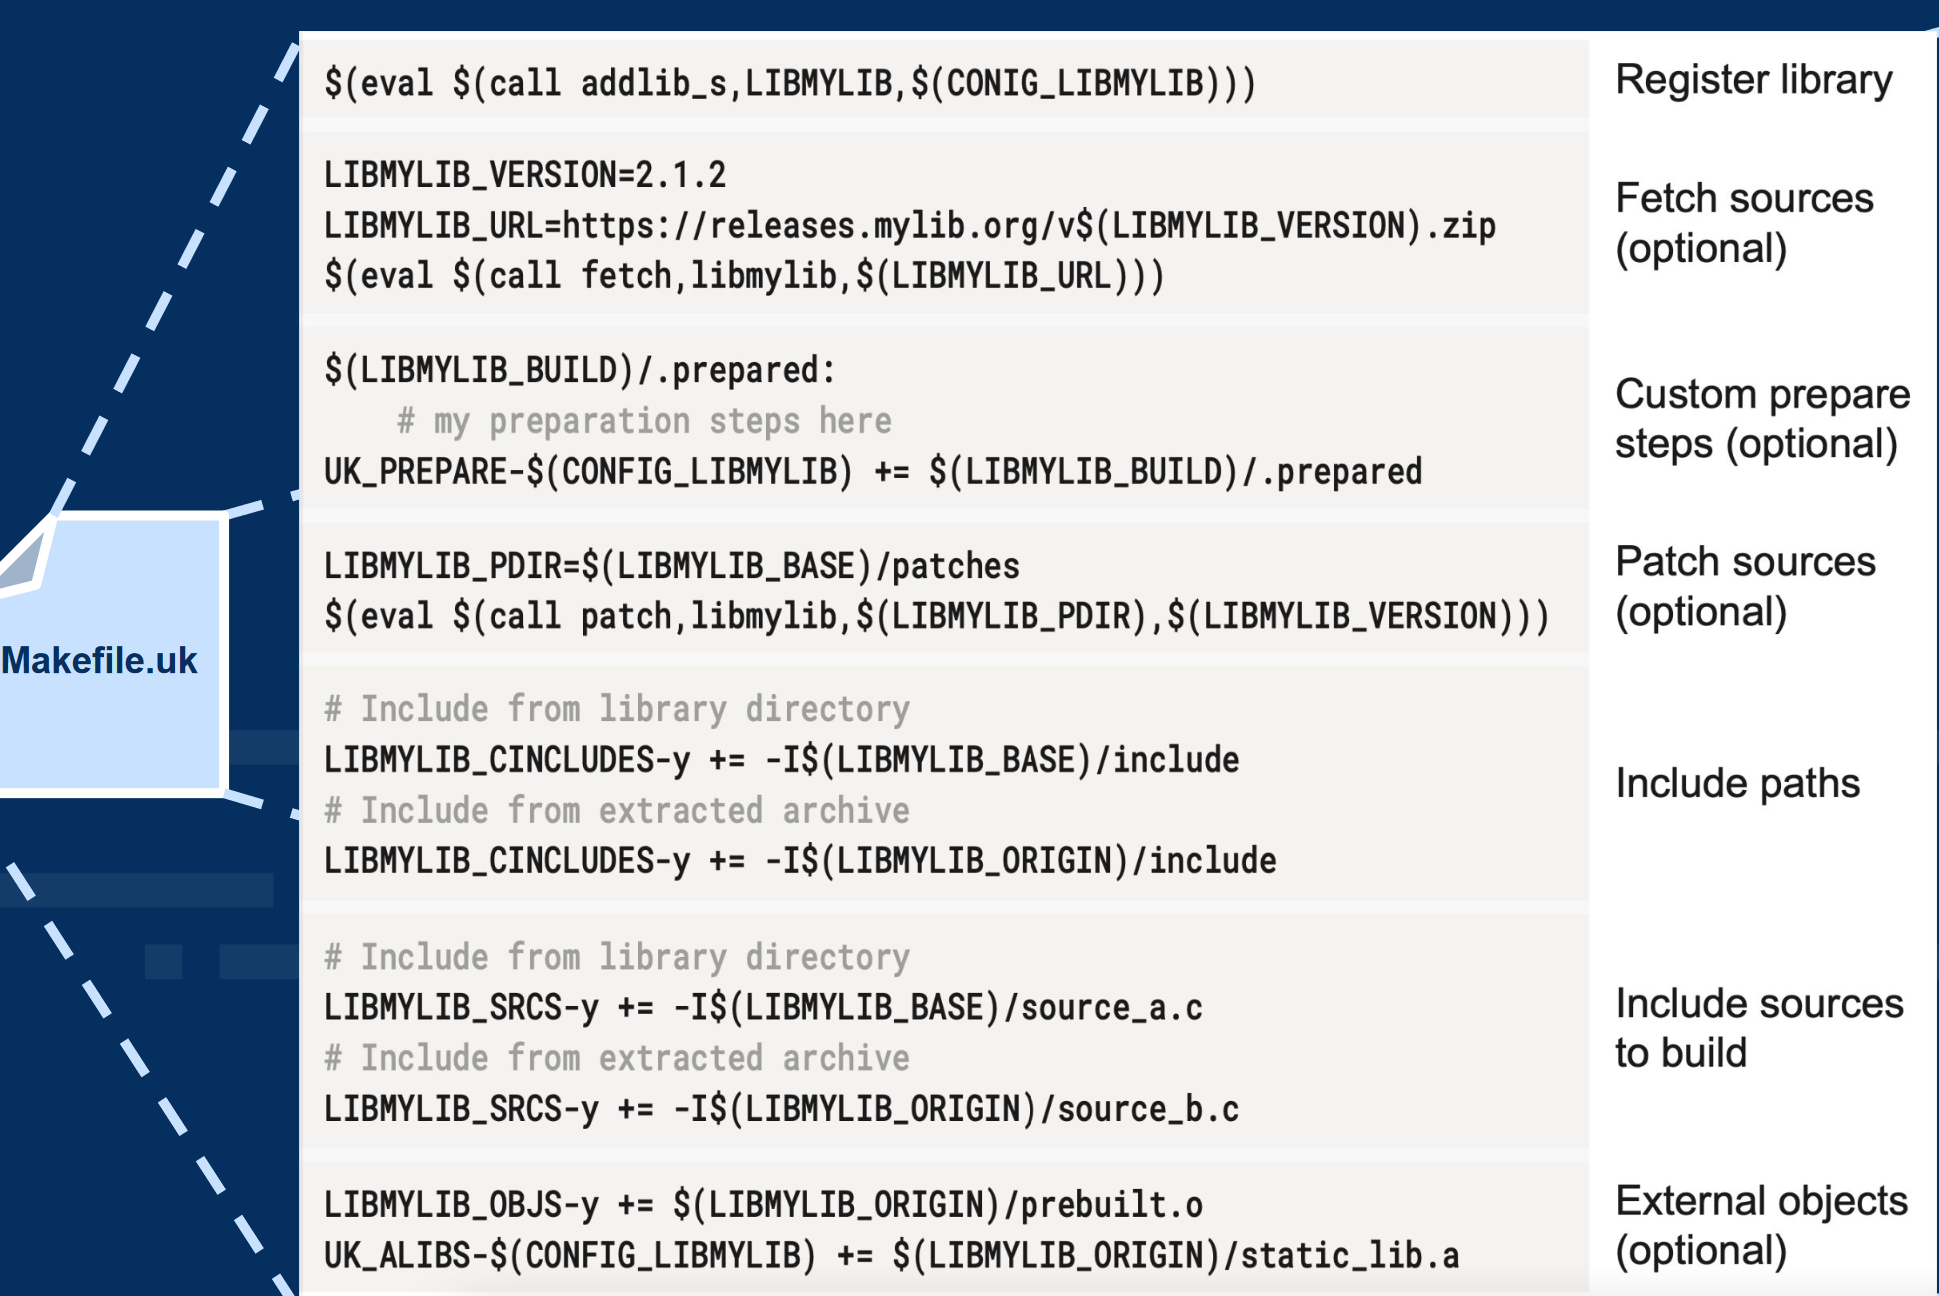 $(eval $(call addlib_s,LIBMYLIB,$(CONIG_LIBMYLIB)))
Register library
LIBMYLIB_VERSION=2.1.2
LIBMYLIB_URL=https://releases.mylib.org/v$(LIBMYLIB_VERSION).zip
$(eval $(call fetch,libmylib,$(LIBMYLIB_URL)))
Fetch sources
(optional)
$(LIBMYLIB_BUILD)/.prepared:
# my preparation steps here
UK_PREPARE-$(CONFIG_LIBMYLIB) += $(LIBMYLIB_BUILD)/.prepared
Custom prepare
steps (optional)
LIBMYLIB_PDIR=$(LIBMYLIB_BASE)/patches
$(eval $(call patch,libmylib,$(LIBMYLIB_PDIR),$(LIBMYLIB_VERSION)))
Patch sources
(optional)
Makefile.uk
# Include from library directory
LIBMYLIB_CINCLUDES-y += -I$(LIBMYLIB_BASE)/include
# Include from extracted archive
LIBMYLIB_CINCLUDES-y += -I$(LIBMYLIB_ORIGIN)/include
Include paths
# Include from library directory
LIBMYLIB_SRCS-y += -I$(LIBMYLIB_BASE)/source_a.c
# Include from extracted archive
LIBMYLIB_SRCS-y += -I$(LIBMYLIB_ORIGIN)/source_b.c
Include sources
to build
LIBMYLIB_OBJS-y += $(LIBMYLIB_ORIGIN)/prebuilt.o
UK_ALIBS-$(CONFIG_LIBMYLIB) += $(LIBMYLIB_ORIGIN)/static_lib.a
External objects
(optional)